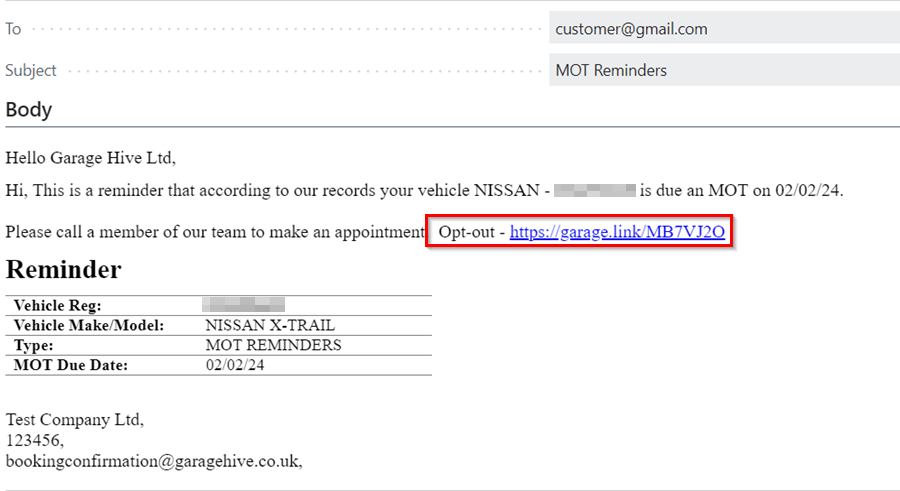 To customer@gmail.com
Subject MOT Reminders
Body
Hello Garage Hive Ltd,
Hi, This is a reminder that according to our records your vehicle NISSAN - is due an MOT on 02/02/24.
Please call a member of our team to make an appointment Opt-out - https://garage.link/MB7VJ2O
Reminder
Vehicle Reg:
Vehicle Make/Model: NISSAN X-TRAIL
Type: MOT REMINDERS
MOT Due Date: 02/02/24
Test Company Ltd,
123456,
bookingconfirmation@garagehive.co.uk,